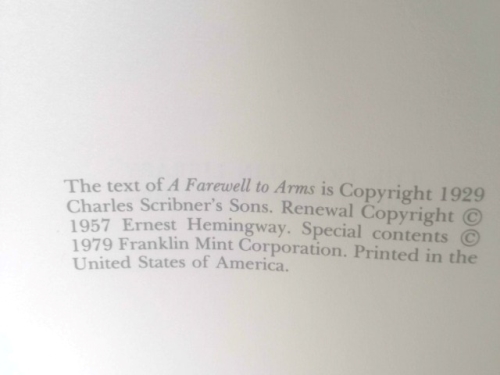 The text of A Farewell to Arms is Copyright 1929
Charles Scribner's Sons. Renewal Copyright ©
1957 Ernest Hemingway. Special contents ©
1979 Franklin Mint Corporation. Printed in the
United States of America.